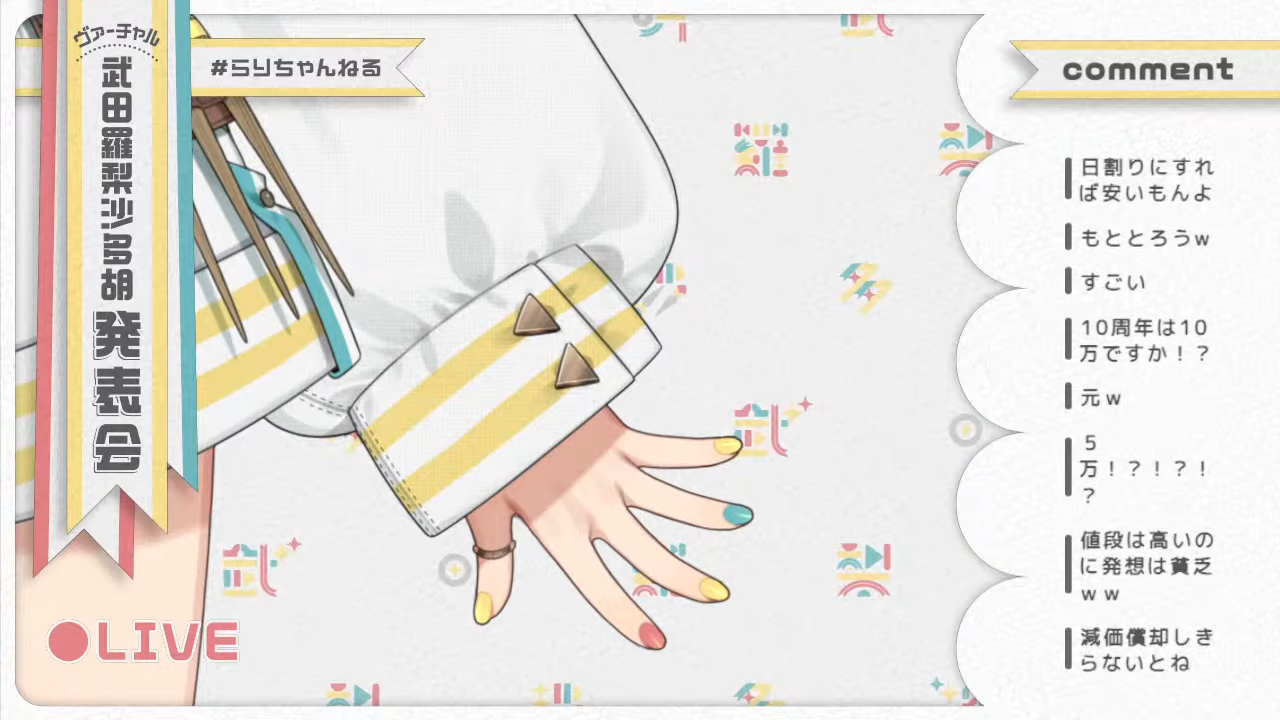 ヴァーチャル
武田羅梨沙多胡
発表会
#らりちゃんねる
●LIVE
comment
日割りにすれ
ば安いもんよ
もととろうw
すごい
10周年は10
万ですか！？
元w
5
万！？！？！
？
値段は高いの
に発想は貧乏
ww
減価償却しき
らないとね